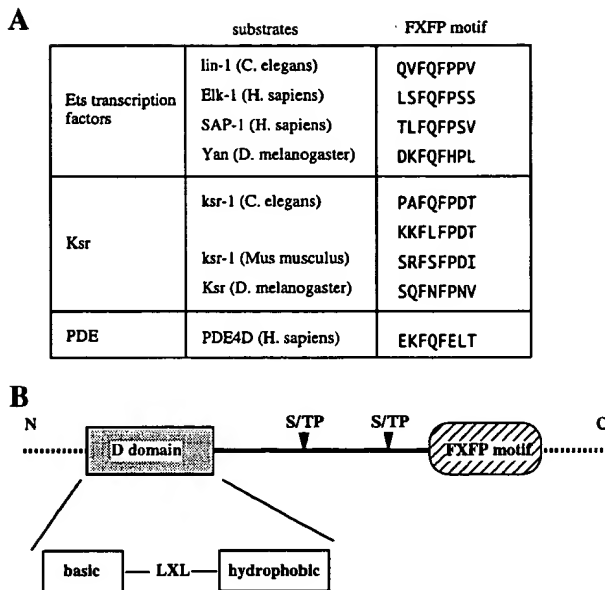 A
substrates FXFP motif
Ets transcription factors
lin-1 (C. elegans) QVFQFPPV
Elk-1 (H. sapiens) LSFQFPSS
SAP-1 (H. sapiens) TLFQFPSV
Yan (D. melanogaster) DKFQFHPL
Ksr
ksr-1 (C. elegans) PAFQFPDT
KKFLFPDT
ksr-1 (Mus musculus) SRFSFPDI
Ksr (D. melanogaster) SQFNFPNV
PDE PDE4D (H. sapiens) EKFQFELT
B
N S/TP S/TP C
D domain FXFP motif
basic LXL hydrophobic